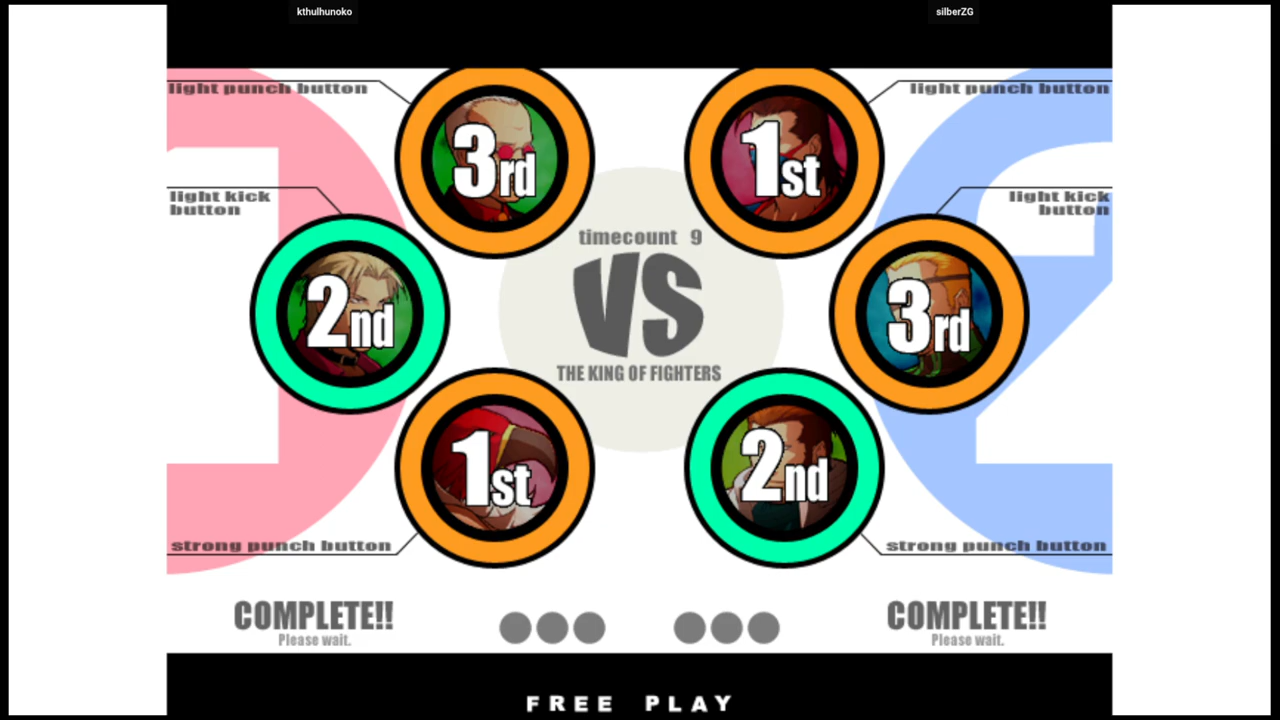 kthulhunoko
silberZG
light punch button
light punch button
3rd
1st
light kick
button
light kick
button
timecount 9
VS
THE KING OF FIGHTERS
2nd
3rd
1st
2nd
strong punch button
strong punch button
COMPLETE!!
Please wait.
COMPLETE!!
Please wait.
FREE PLAY